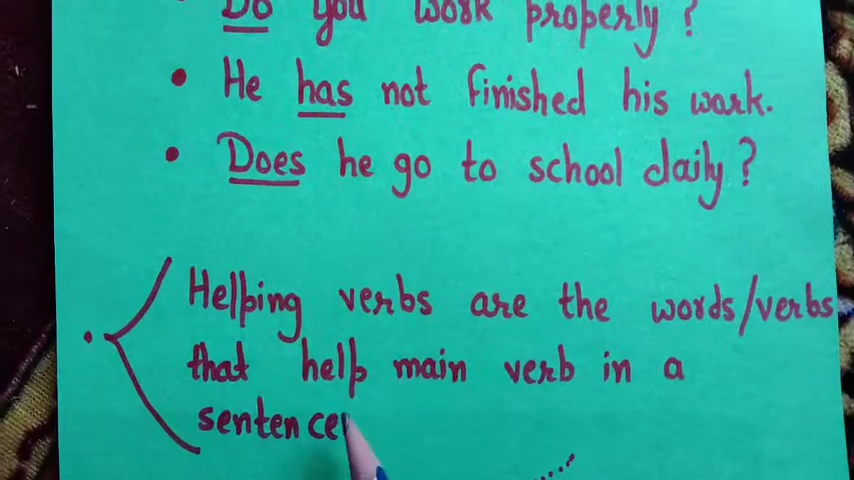 • Do you work properly?
• He has not finished his work.
• Does he go to school daily?
• Helping verbs are the words/verbs
that help main verb in a
sentence